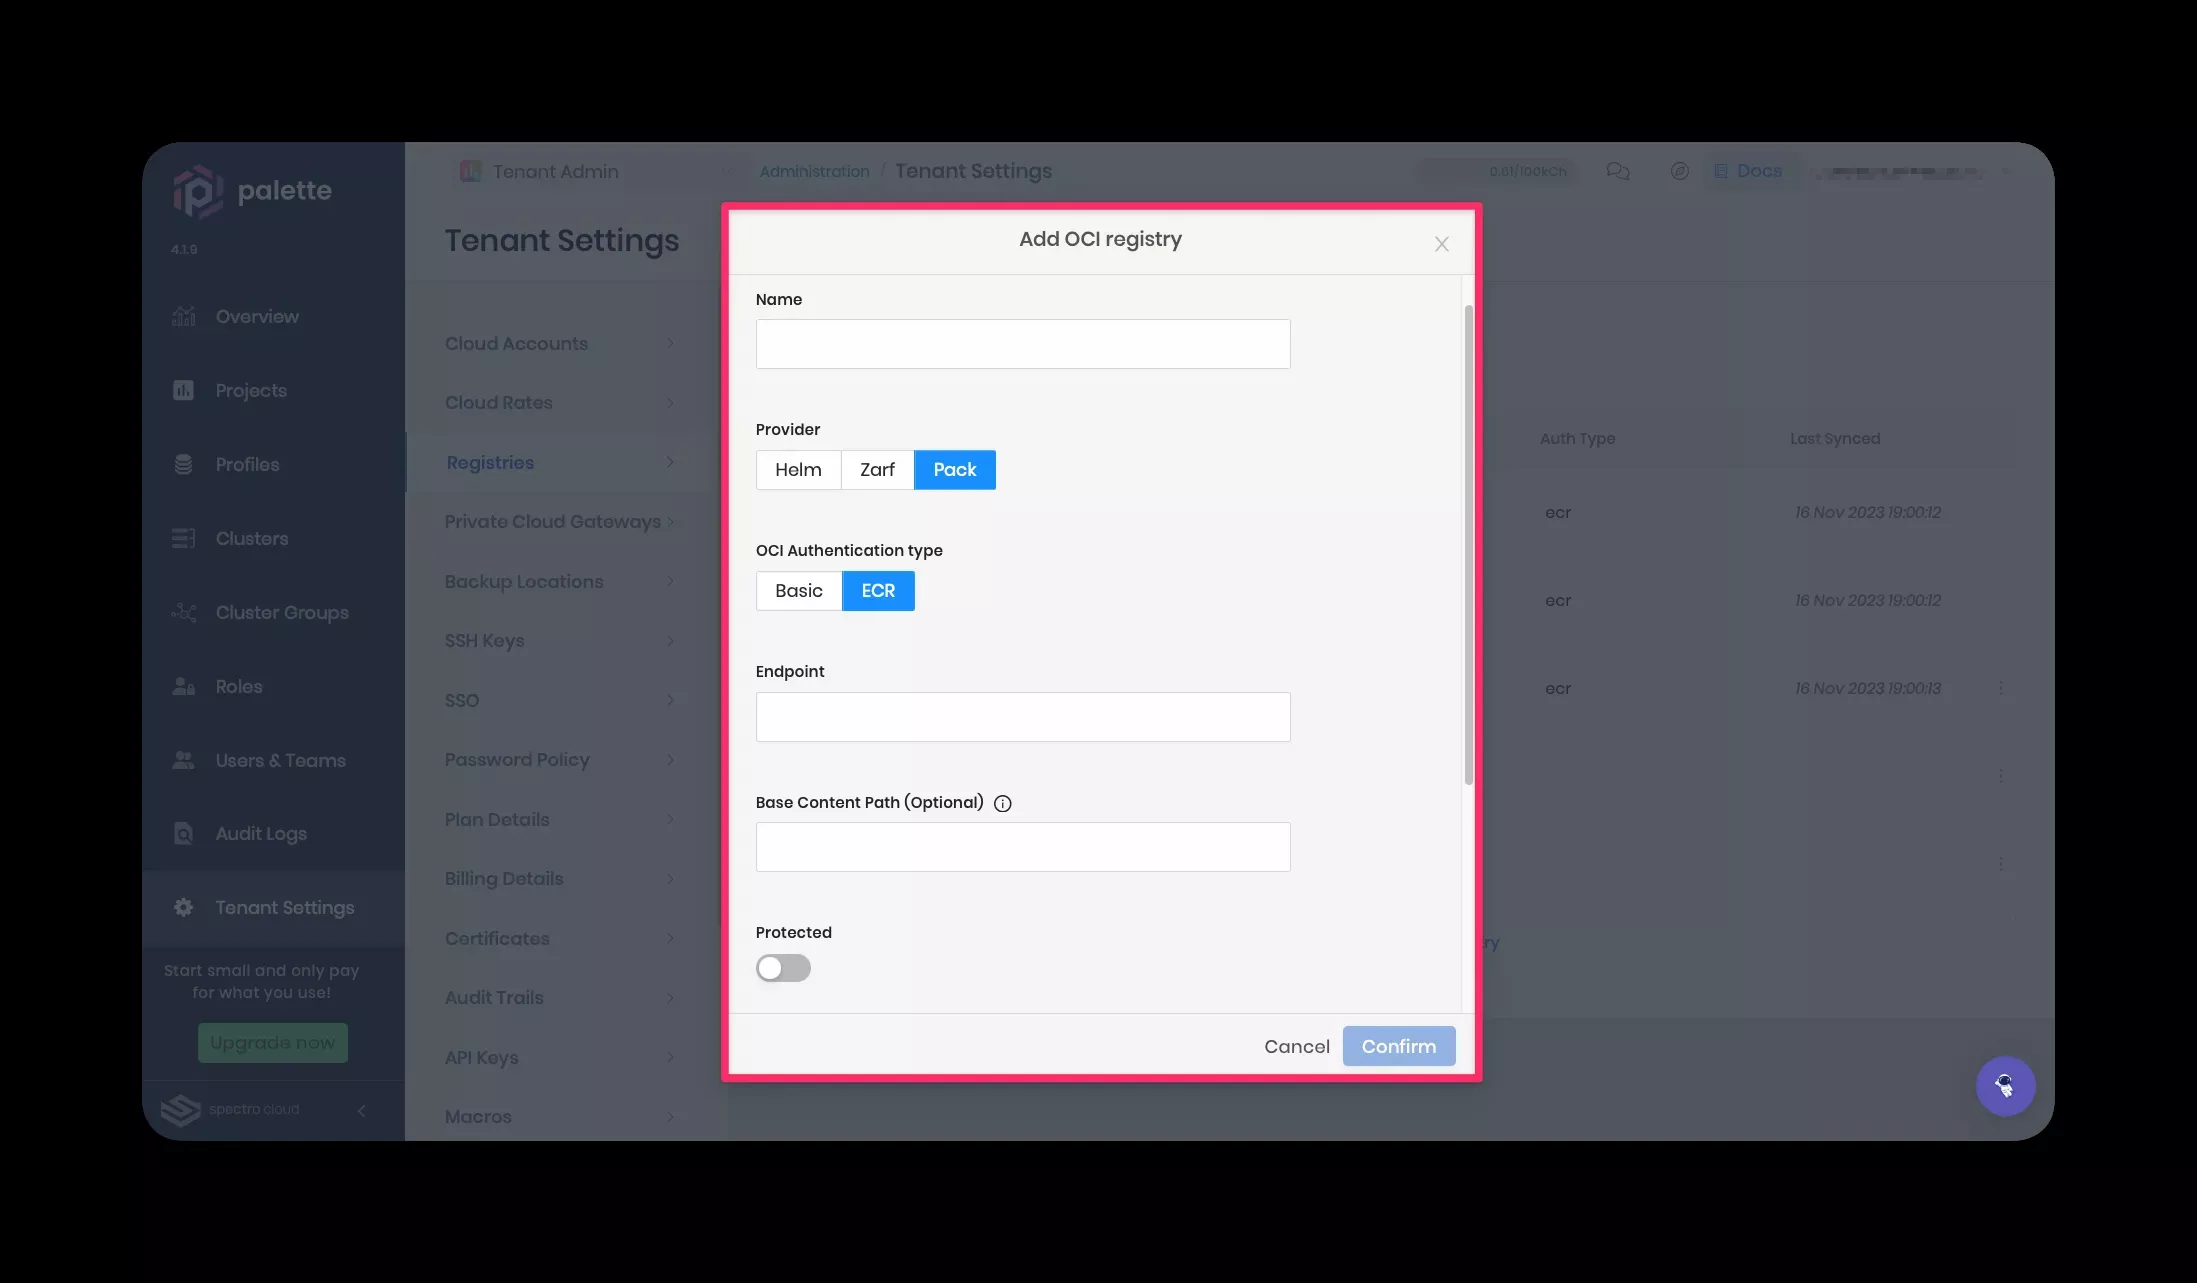 palette
4.1.9
Overview
Projects
Profiles
Clusters
Cluster Groups
Roles
Users & Teams
Audit Logs
Tenant Settings
Start small and only pay
for what you use!
Upgrade now
spectro cloud
Tenant Admin
Administration / Tenant Settings
0.61/100kCh
Docs
Tenant Settings
Cloud Accounts
Cloud Rates
Registries
Private Cloud Gateways
Backup Locations
SSH Keys
SSO
Password Policy
Plan Details
Billing Details
Certificates
Audit Trails
API Keys
Macros
Add OCI registry
Name
Provider
Helm Zarf Pack
OCI Authentication type
Basic ECR
Endpoint
Base Content Path (Optional)
Protected
Cancel Confirm
Auth Type Last Synced
ecr 16 Nov 2023 19:00:12
ecr 16 Nov 2023 19:00:12
ecr 16 Nov 2023 19:00:13